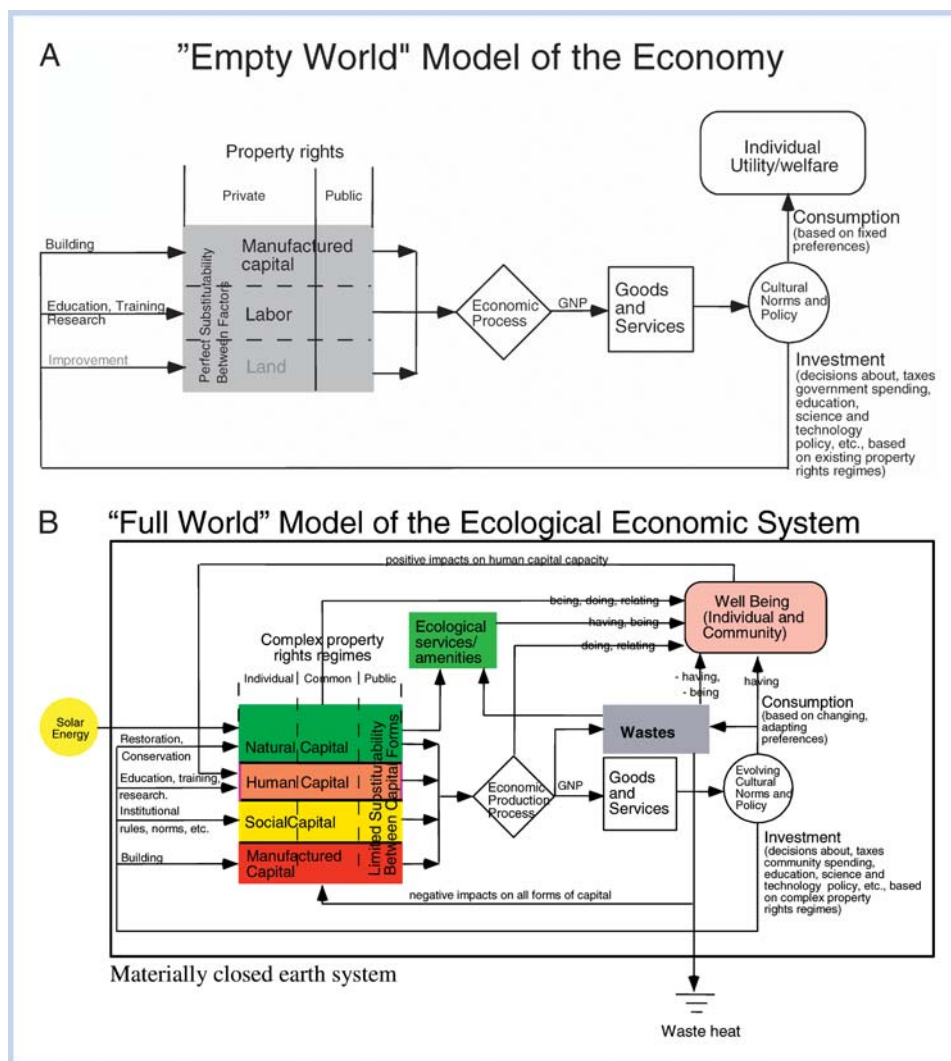 A
"Empty World" Model of the Economy
Property rights
Private
Public
Individual
Utility/welfare
Building
Manufactured
capital
Consumption
(based on fixed
preferences)
Education, Training
Research
Perfect Substitutability
Between Factors
Labor
Economic
Process
GNP
Goods
and
Services
Cultural
Norms and
Policy
Improvement
Land
Investment
(decisions about, taxes
government spending,
education,
science and
technology
policy, etc., based
on existing property
rights regimes)
B
"Full World" Model of the Ecological Economic System
positive impacts on human capital capacity
being, doing, relating
Well Being
(Individual and
Community)
Ecological
services/
amenities
having, being
doing, relating
Complex property
rights regimes
Individual
Common
Public
- having,
- being
having
Solar
Energy
Consumption
(based on changing,
adapting
preferences)
Restoration,
Conservation
Natural Capital
Wastes
Education, training,
research.
Human Capital
Limited Substitutability
Between Capital Forms
Economic
Production
Process
GNP
Goods
and
Services
Evolving
Cultural
Norms and
Policy
Institutional
rules, norms, etc.
SocialCapital
Building
Manufactured
Capital
Investment
(decisions about, taxes
community spending,
education, science and
technology policy, etc., based
on complex property
rights regimes)
negative impacts on all forms of capital
Materially closed earth system
Waste heat